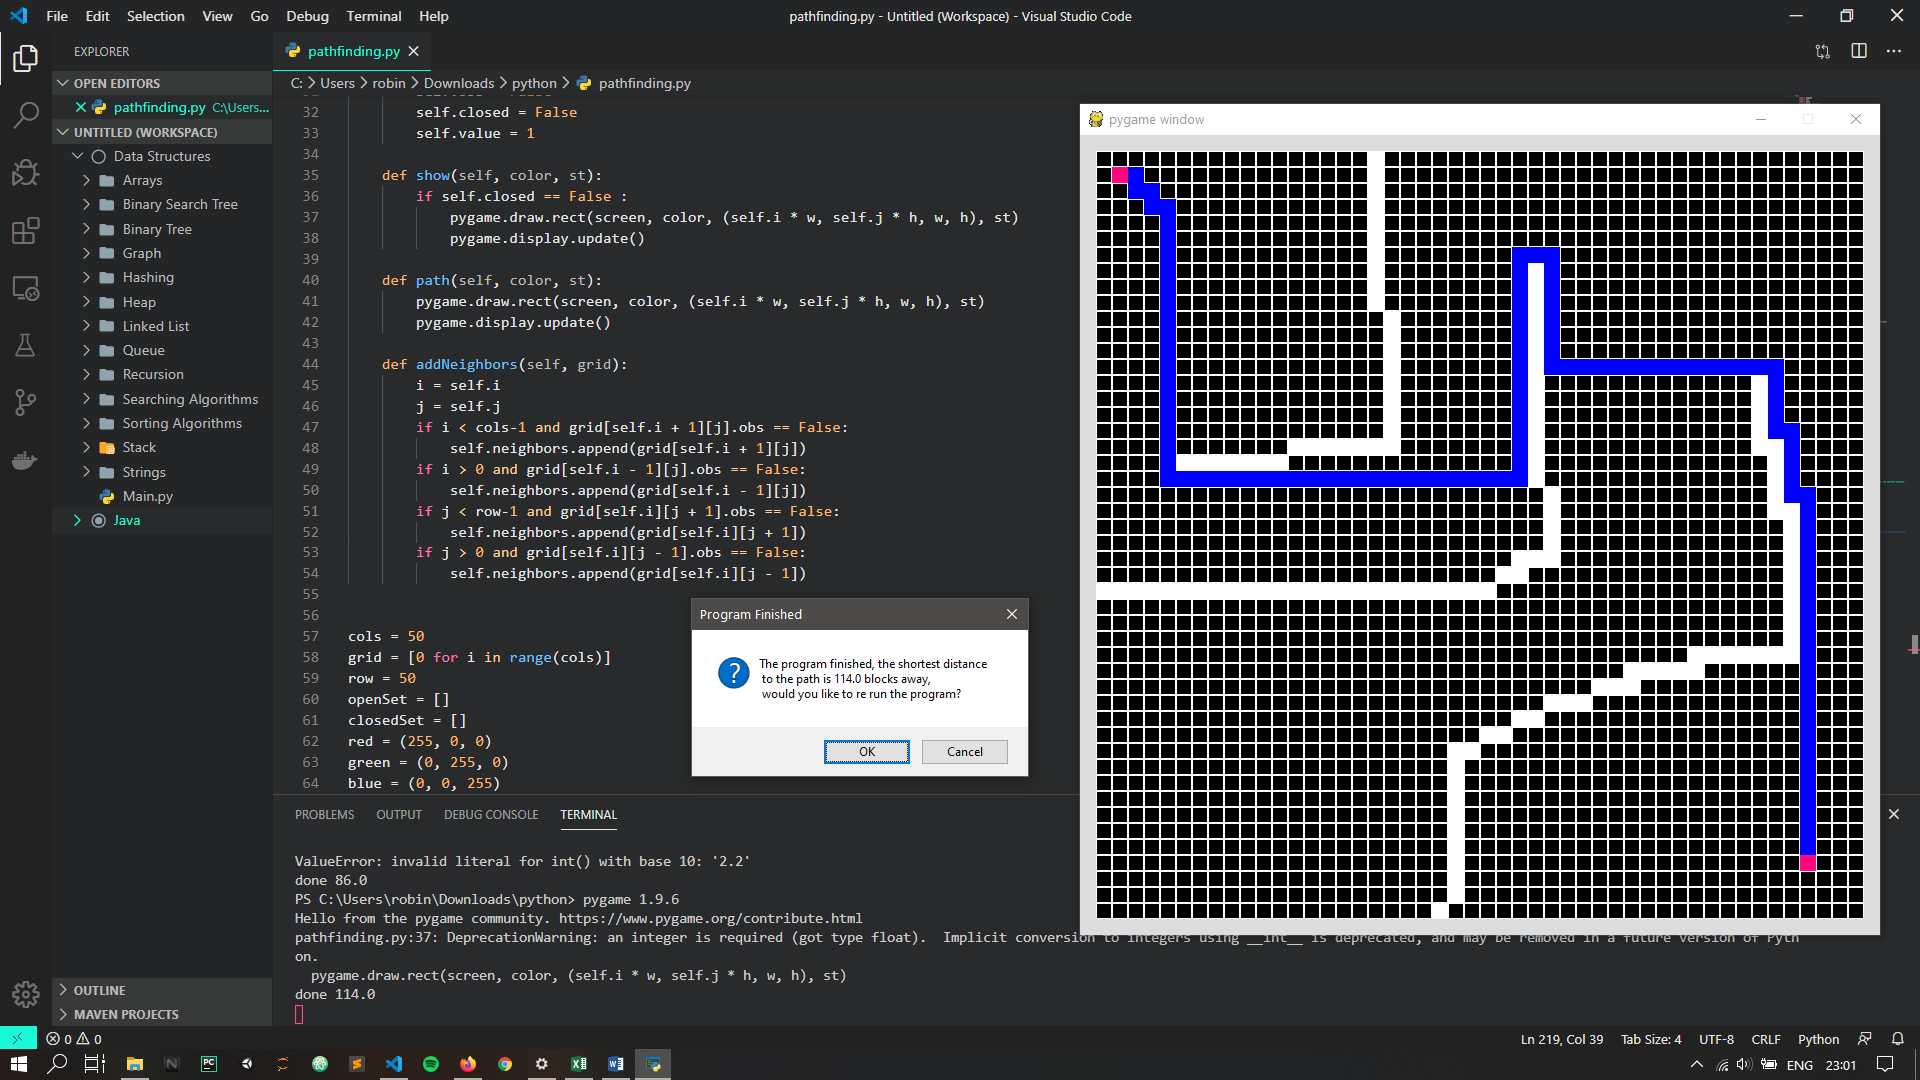 File Edit Selection View Go Debug Terminal Help
pathfinding.py - Untitled (Workspace) - Visual Studio Code
EXPLORER
OPEN EDITORS
pathfinding.py C:\Users...
UNTITLED (WORKSPACE)
Data Structures
Arrays
Binary Search Tree
Binary Tree
Graph
Hashing
Heap
Linked List
Queue
Recursion
Searching Algorithms
Sorting Algorithms
Stack
Strings
Main.py
Java
OUTLINE
MAVEN PROJECTS
pathfinding.py
C: > Users > robin > Downloads > python > pathfinding.py
32 self.closed = False
33 self.value = 1
34
35 def show(self, color, st):
36 if self.closed == False :
37 pygame.draw.rect(screen, color, (self.i * w, self.j * h, w, h), st)
38 pygame.display.update()
39
40 def path(self, color, st):
41 pygame.draw.rect(screen, color, (self.i * w, self.j * h, w, h), st)
42 pygame.display.update()
43
44 def addNeighbors(self, grid):
45 i = self.i
46 j = self.j
47 if i < cols-1 and grid[self.i + 1][j].obs == False:
48 self.neighbors.append(grid[self.i + 1][j])
49 if i > 0 and grid[self.i - 1][j].obs == False:
50 self.neighbors.append(grid[self.i - 1][j])
51 if j < row-1 and grid[self.i][j + 1].obs == False:
52 self.neighbors.append(grid[self.i][j + 1])
53 if j > 0 and grid[self.i][j - 1].obs == False:
54 self.neighbors.append(grid[self.i][j - 1])
55
56
57 cols = 50
58 grid = [0 for i in range(cols)]
59 row = 50
60 openSet = []
61 closedSet = []
62 red = (255, 0, 0)
63 green = (0, 255, 0)
64 blue = (0, 0, 255)
pygame window
Program Finished
The program finished, the shortest distance
to the path is 114.0 blocks away,
would you like to re run the program?
OK Cancel
PROBLEMS OUTPUT DEBUG CONSOLE TERMINAL
ValueError: invalid literal for int() with base 10: '2.2'
done 86.0
PS C:\Users\robin\Downloads\python> pygame 1.9.6
Hello from the pygame community. https://www.pygame.org/contribute.html
pathfinding.py:37: DeprecationWarning: an integer is required (got type float).  Implicit conversion to integers using __int__ is deprecated, and may be removed in a future version of Pyth
on.
pygame.draw.rect(screen, color, (self.i * w, self.j * h, w, h), st)
done 114.0
0 0
Ln 219, Col 39 Tab Size: 4 UTF-8 CRLF Python
PC
ENG 23:01